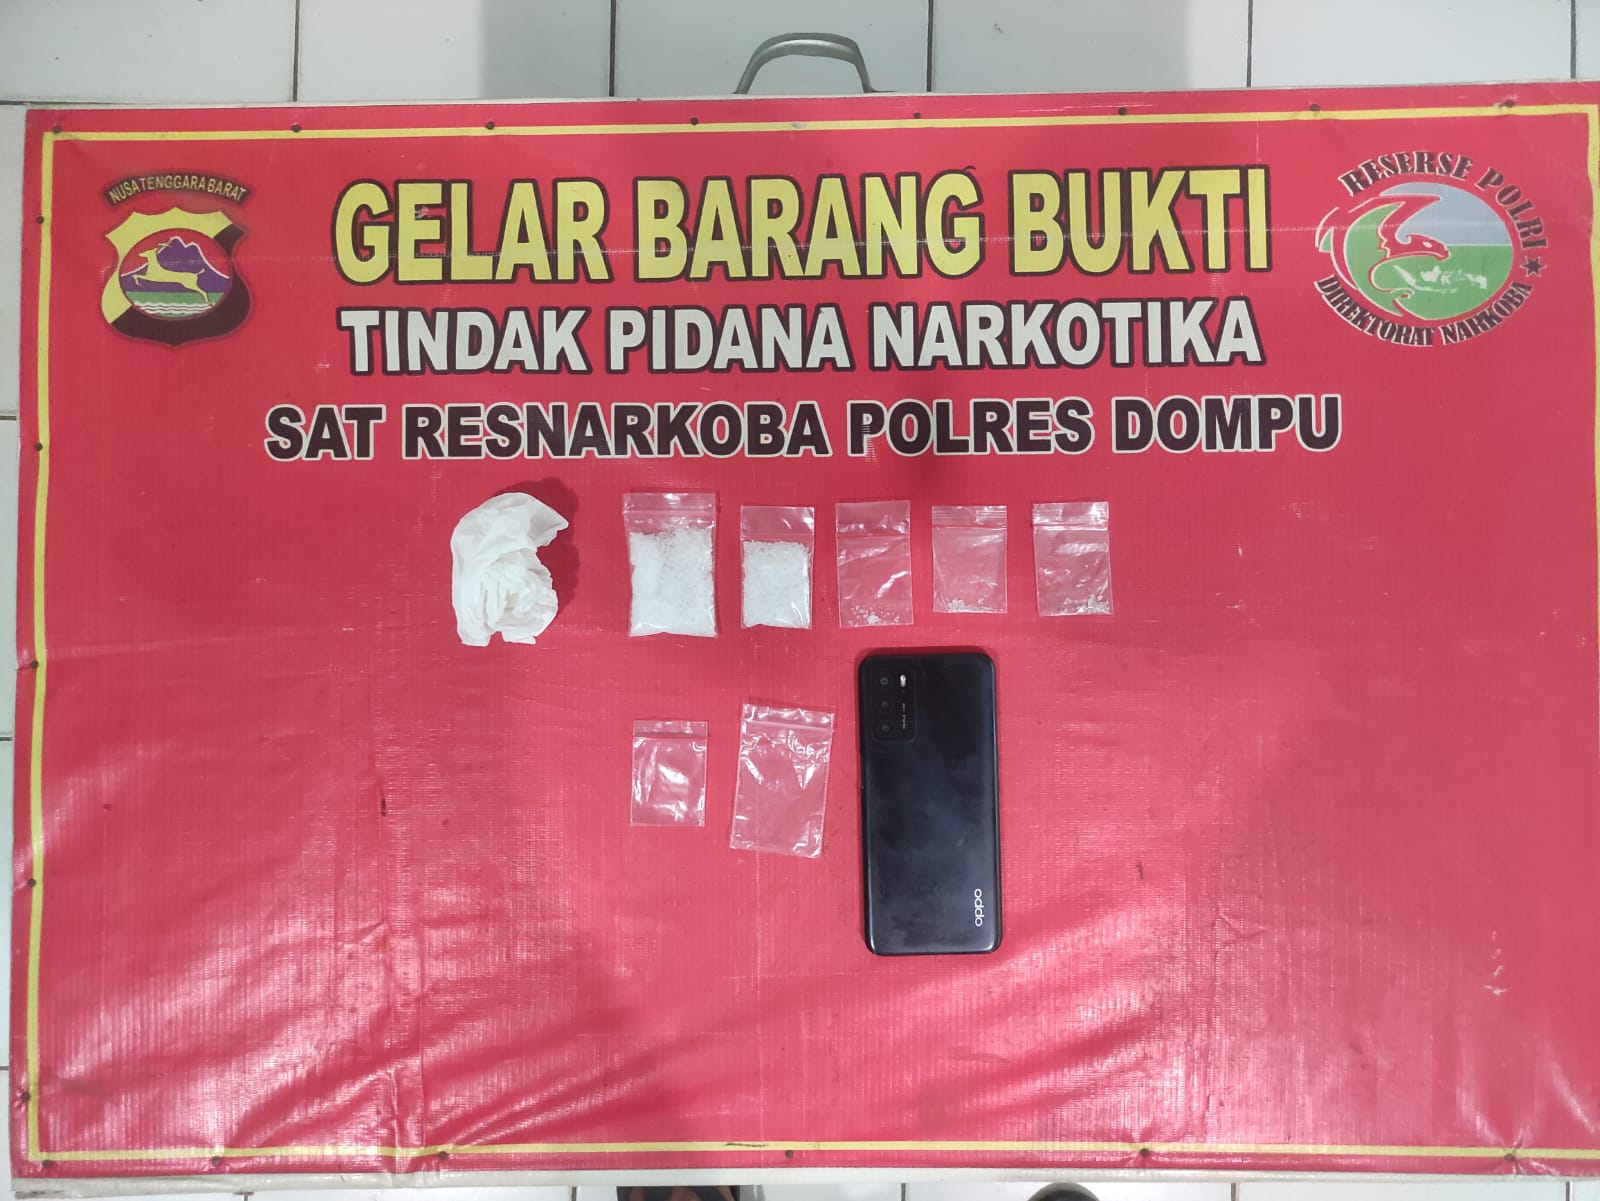 NUSA TENGGARA BARAT
GELAR BARANG BUKTI
RESERSE POLRI
DIREKTORAT NARKOBA
TINDAK PIDANA NARKOTIKA
SAT RESNARKOBA POLRES DOMPU
oppo